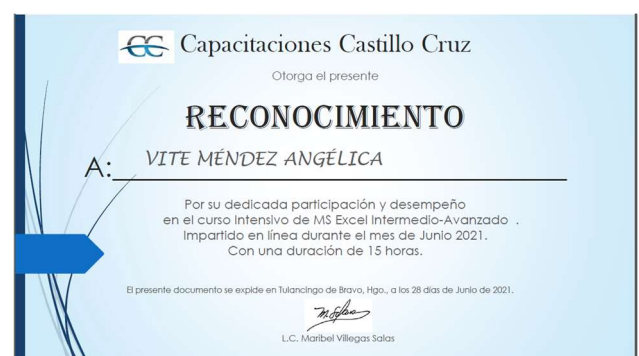 CC Capacitaciones Castillo Cruz
Otorga el presente
RECONOCIMIENTO
A: VITE MÉNDEZ ANGÉLICA
Por su dedicada participación y desempeño
en el curso Intensivo de MS Excel Intermedio-Avanzado .
Impartido en línea durante el mes de Junio 2021.
Con una duración de 15 horas.
El presente documento se expide en Tulancingo de Bravo, Hgo., a los 28 días de Junio de 2021.
L.C. Maribel Villegas Salas